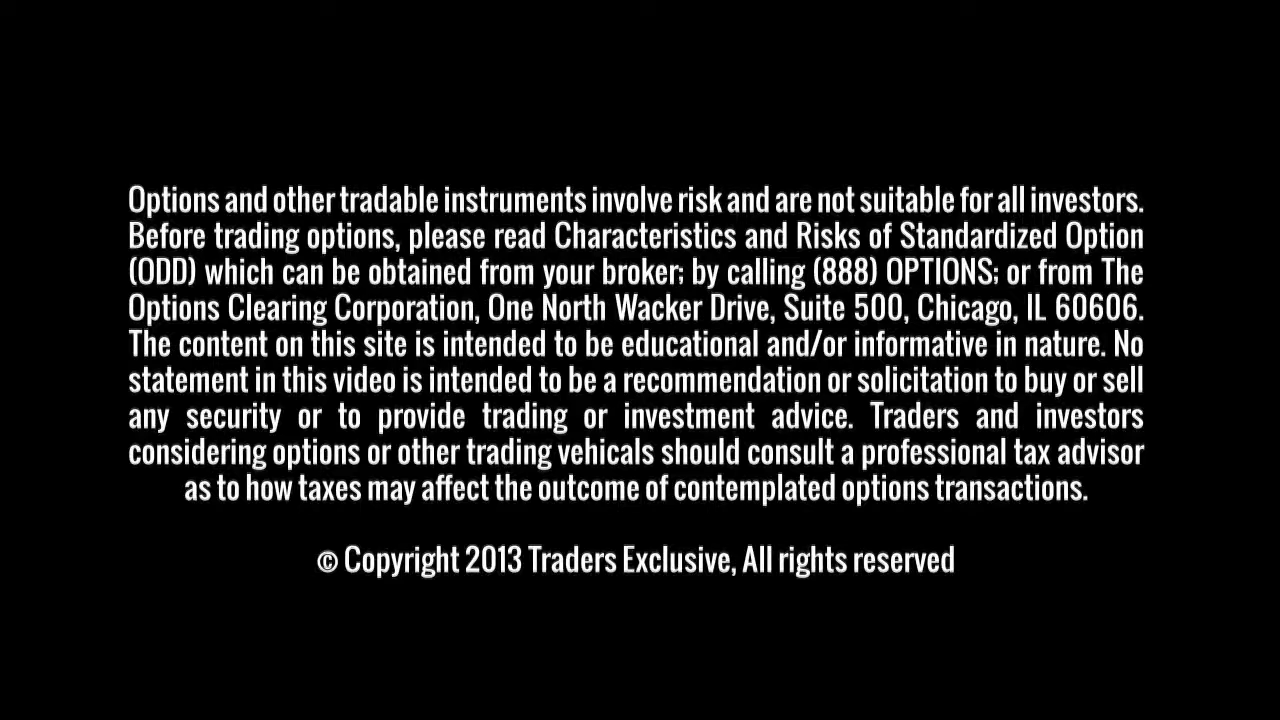 Options and other tradable instruments involve risk and are not suitable for all investors.
Before trading options, please read Characteristics and Risks of Standardized Option
(ODD) which can be obtained from your broker; by calling (888) OPTIONS; or from The
Options Clearing Corporation, One North Wacker Drive, Suite 500, Chicago, IL 60606.
The content on this site is intended to be educational and/or informative in nature. No
statement in this video is intended to be a recommendation or solicitation to buy or sell
any security or to provide trading or investment advice. Traders and investors
considering options or other trading vehicals should consult a professional tax advisor
as to how taxes may affect the outcome of contemplated options transactions.
© Copyright 2013 Traders Exclusive, All rights reserved